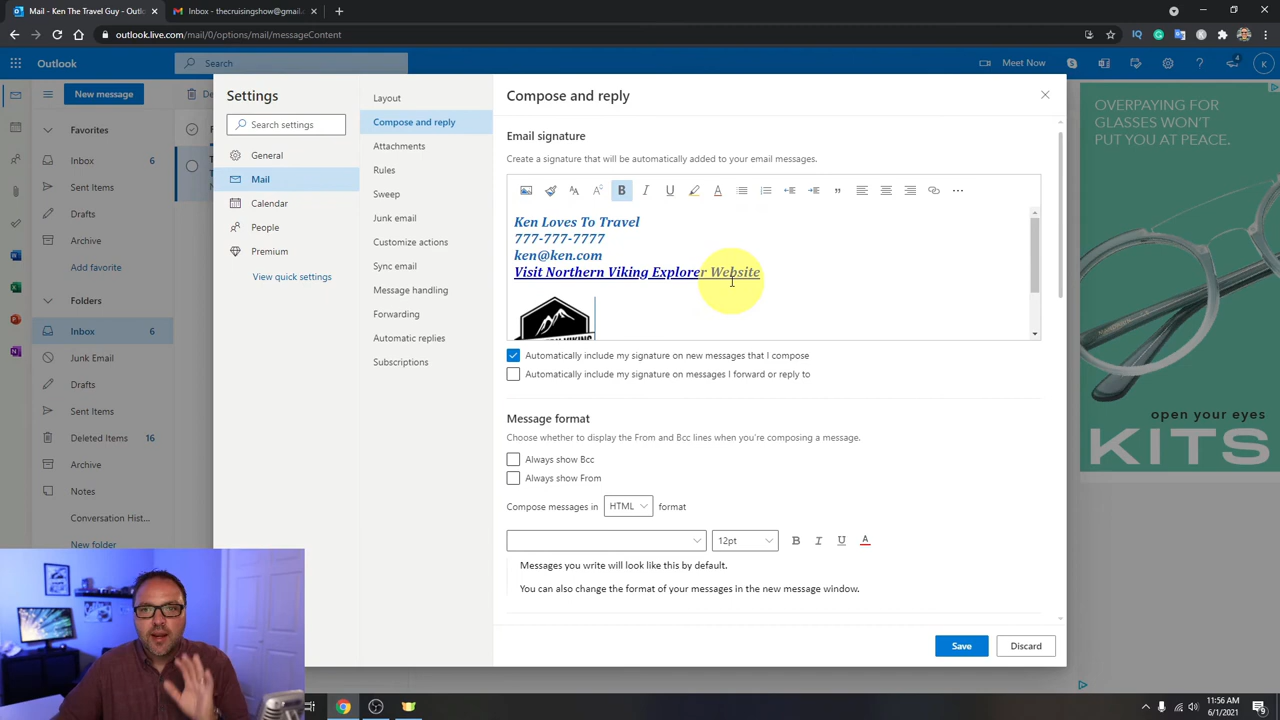 Mail - Ken The Travel Guy - Outl
thecruisingshow@gmail.
outlook.live.com/mail/0/options/mail/messageContent
Outlook
Search
Meet Now
4
K
New message
Favorites
Inbox 6
Sent Items
Drafts
Archive
Add favorite
Folders
Inbox 6
Junk Email
Drafts
Sent Items
Deleted Items 16
Archive
Notes
Conversation Hist...
New folder
Settings
Search settings
General
Mail
Calendar
People
Premium
View quick settings
Layout
Compose and reply
Attachments
Rules
Sweep
Junk email
Customize actions
Sync email
Message handling
Forwarding
Automatic replies
Subscriptions
Compose and reply
Email signature
Create a signature that will be automatically added to your email messages.
Ken Loves To Travel
777-777-7777
ken@ken.com
Visit Northern Viking Explorer Website
Automatically include my signature on new messages that I compose
Automatically include my signature on messages I forward or reply to
Message format
Choose whether to display the From and Bcc lines when you're composing a message.
Always show Bcc
Always show From
Compose messages in HTML format
12pt B I U A
Messages you write will look like this by default.
You can also change the format of your messages in the new message window.
Save Discard
OVERPAYING FOR
GLASSES WON'T
PUT YOU AT PEACE.
open your eyes
KITS
11:56 AM
6/1/2021